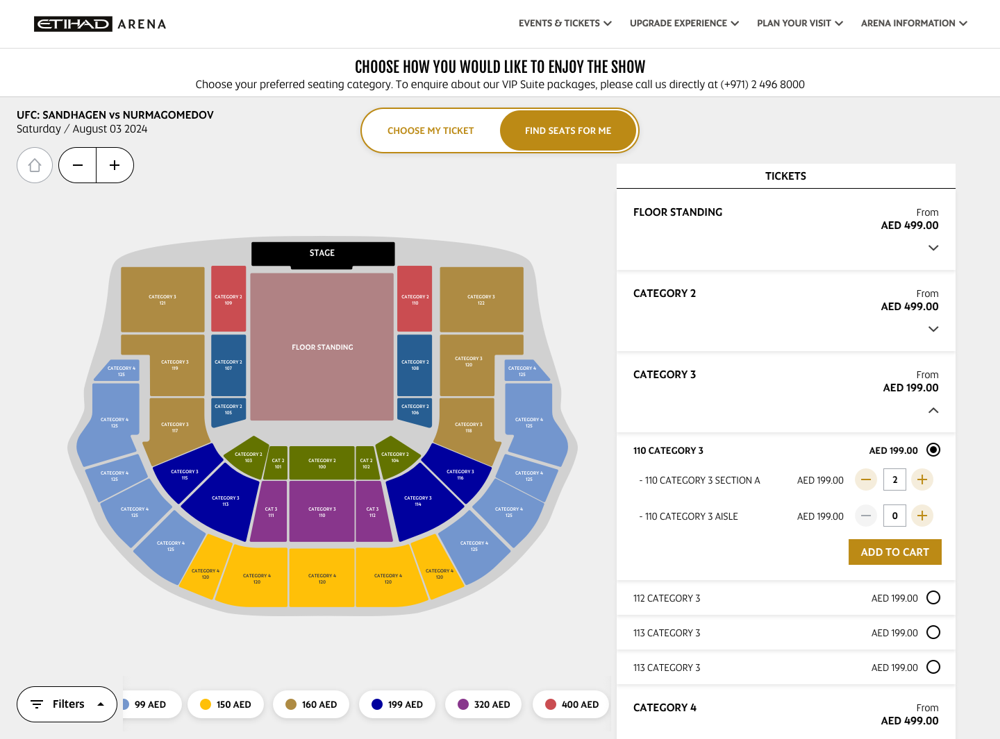 ETIHAD ARENA
EVENTS & TICKETS
UPGRADE EXPERIENCE
PLAN YOUR VISIT
ARENA INFORMATION
CHOOSE HOW YOU WOULD LIKE TO ENJOY THE SHOW
Choose your preferred seating category. To enquire about our VIP Suite packages, please call us directly at (+971) 2 496 8000
UFC: SANDHAGEN vs NURMAGOMEDOV
Saturday / August 03 2024
CHOOSE MY TICKET
FIND SEATS FOR ME
STAGE
CATEGORY 3
121
CATEGORY 2
109
CATEGORY 2
110
CATEGORY 3
122
FLOOR STANDING
CATEGORY 4
125
CATEGORY 3
119
CATEGORY 2
107
CATEGORY 2
108
CATEGORY 3
120
CATEGORY 4
125
CATEGORY 4
125
CATEGORY 3
117
CATEGORY 2
105
CATEGORY 2
106
CATEGORY 3
118
CATEGORY 4
125
CATEGORY 2
103
CAT 2
101
CATEGORY 2
100
CAT 2
102
CATEGORY 2
104
CATEGORY 4
125
CATEGORY 3
115
CATEGORY 3
116
CATEGORY 4
125
CATEGORY 4
125
CATEGORY 3
113
CAT 3
111
CATEGORY 3
110
CAT 3
112
CATEGORY 3
114
CATEGORY 4
125
CATEGORY 4
125
CATEGORY 4
125
CATEGORY 4
120
CATEGORY 4
120
CATEGORY 4
120
CATEGORY 4
120
CATEGORY 4
120
Filters
99 AED
150 AED
160 AED
199 AED
320 AED
400 AED
TICKETS
FLOOR STANDING
From
AED 499.00
CATEGORY 2
From
AED 499.00
CATEGORY 3
From
AED 199.00
110 CATEGORY 3 AED 199.00
- 110 CATEGORY 3 SECTION A AED 199.00 2
- 110 CATEGORY 3 AISLE AED 199.00 0
ADD TO CART
112 CATEGORY 3 AED 199.00
113 CATEGORY 3 AED 199.00
113 CATEGORY 3 AED 199.00
CATEGORY 4
From
AED 499.00